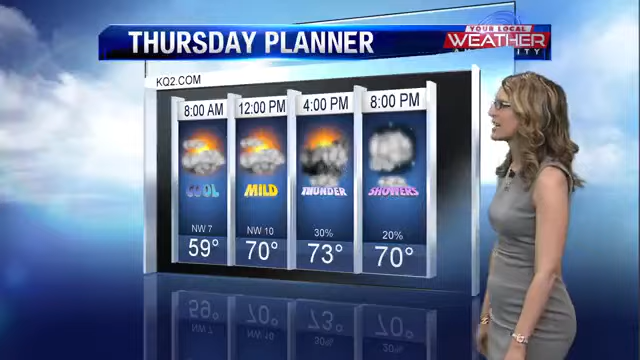 THURSDAY PLANNER
YOUR LOCAL
WEATHER
KQ2.COM
8:00 AM 12:00 PM 4:00 PM 8:00 PM
COOL MILD THUNDER SHOWERS
NW 7 NW 10 30% 20%
59° 70° 73° 70°